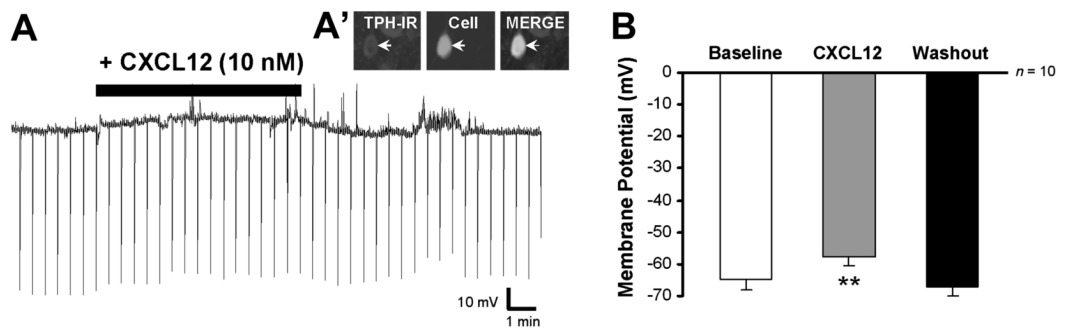 A
+ CXCL12 (10 nM)
10 mV
1 min
A’
TPH-IR
Cell
MERGE
B
Baseline
CXCL12
Washout
n = 10
Membrane Potential (mV)
0
-10
-20
-30
-40
-50
-60
-70
**